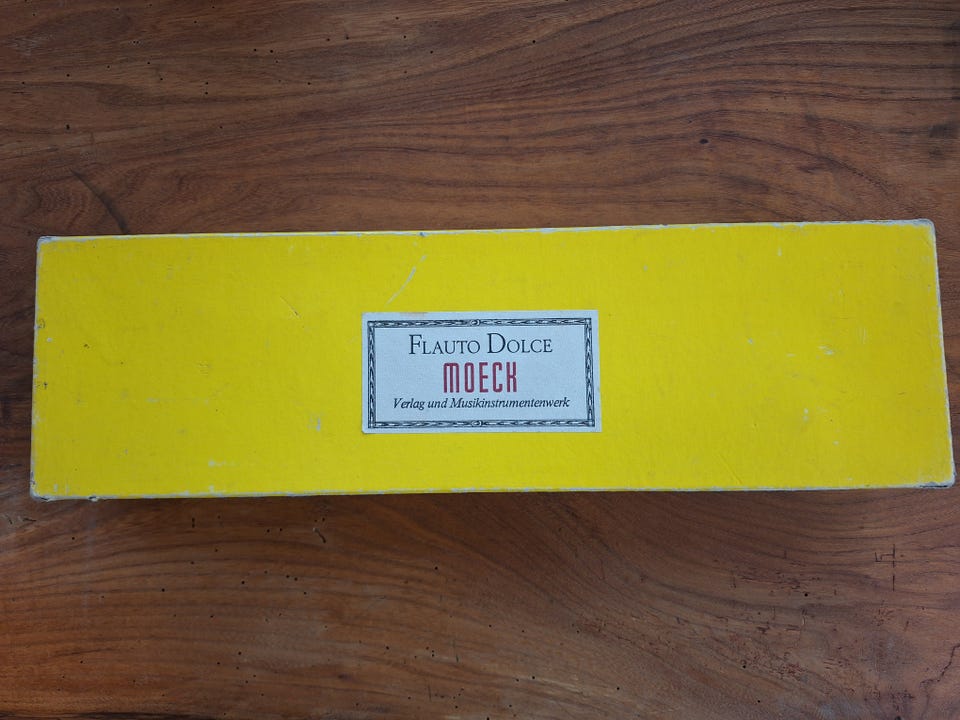 FLAUTO DOLCE
MOECK
Verlag und Musikinstrumentenwerk